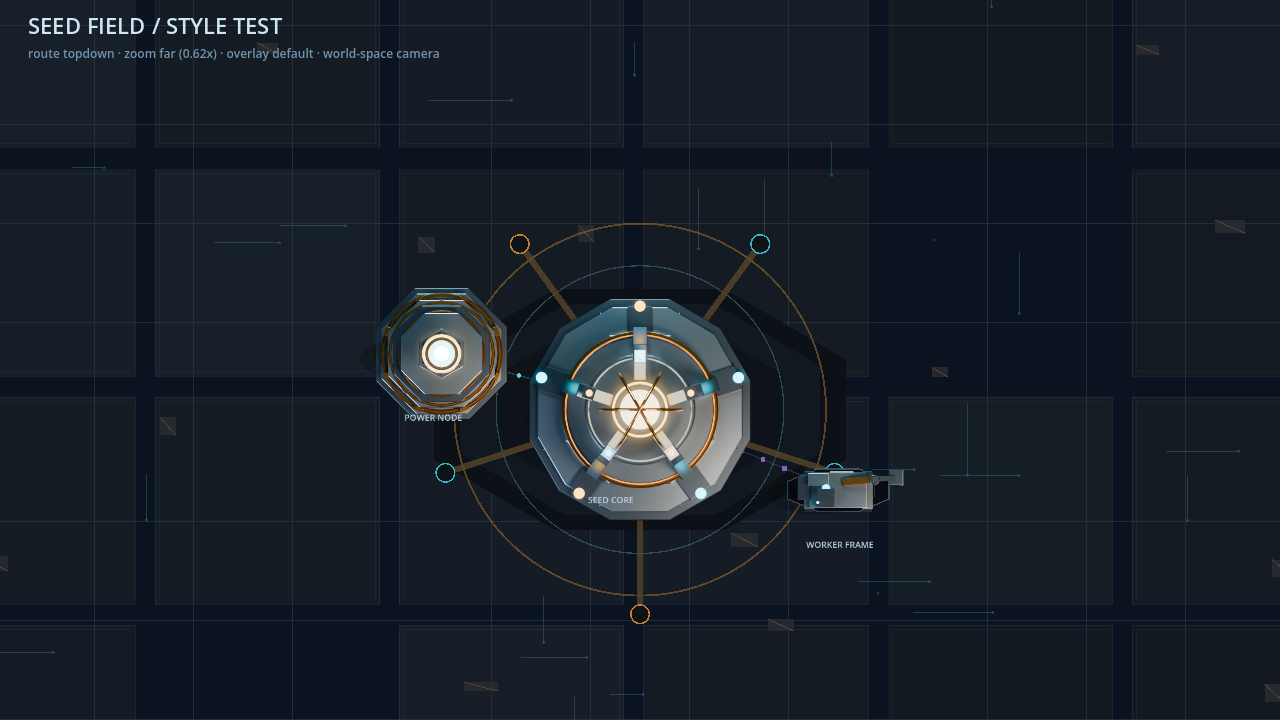 SEED FIELD / STYLE TEST
route topdown · zoom far (0.62x) · overlay default · world-space camera
POWER NODE
SEED CORE
WORKER FRAME